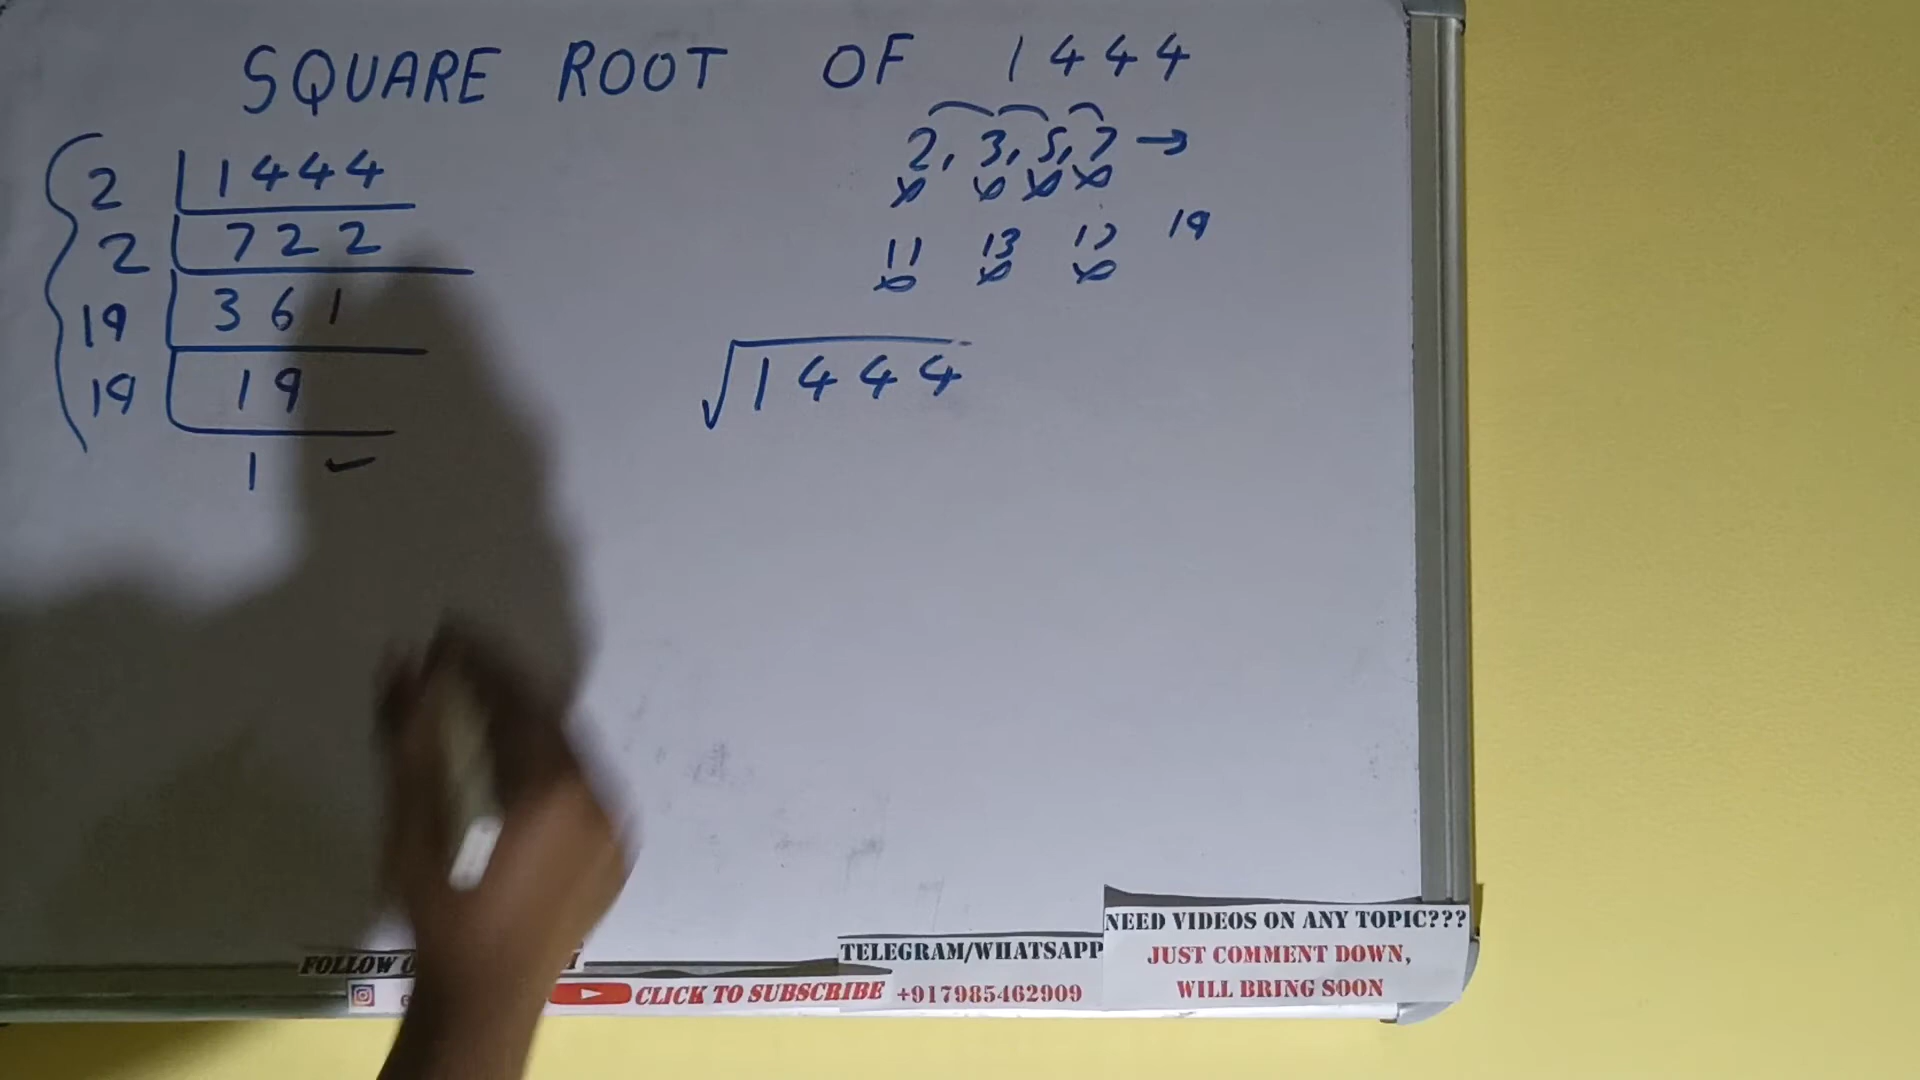 SQUARE ROOT OF 1444
2 | 1444
2 | 722
19 | 361
19 | 19
1 ✓
2, 3, 5, 7 →
11 13 17 19
√1444
FOLLOW
CLICK TO SUBSCRIBE
TELEGRAM/WHATSAPP
+917985462909
NEED VIDEOS ON ANY TOPIC???
JUST COMMENT DOWN,
WILL BRING SOON